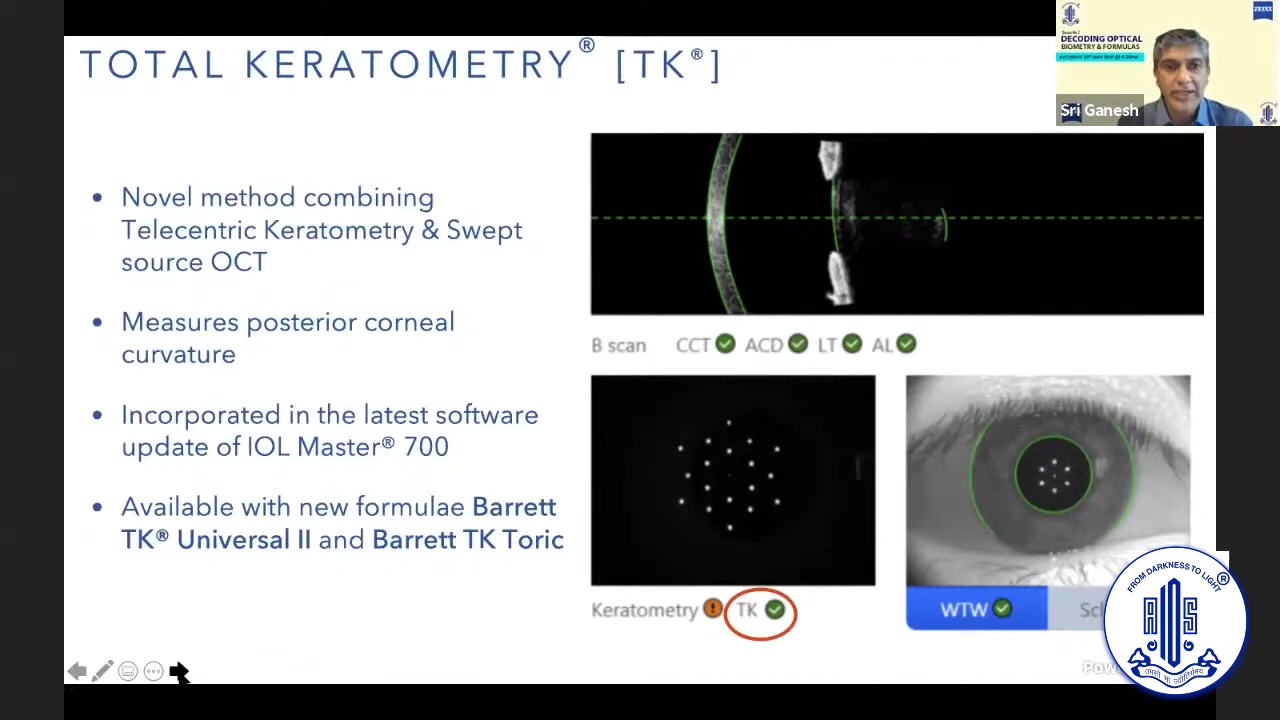 TOTAL KERATOMETRY® [TK®]
ZEISS
DECODING OPTICAL
BIOMETRY & FORMULAS
Sri Ganesh
• Novel method combining
Telecentric Keratometry & Swept
source OCT
• Measures posterior corneal
curvature
• Incorporated in the latest software
update of IOL Master® 700
• Available with new formulae Barrett
TK® Universal II and Barrett TK Toric
B scan CCT ACD LT AL
Keratometry TK
WTW
FROM DARKNESS TO LIGHT
®